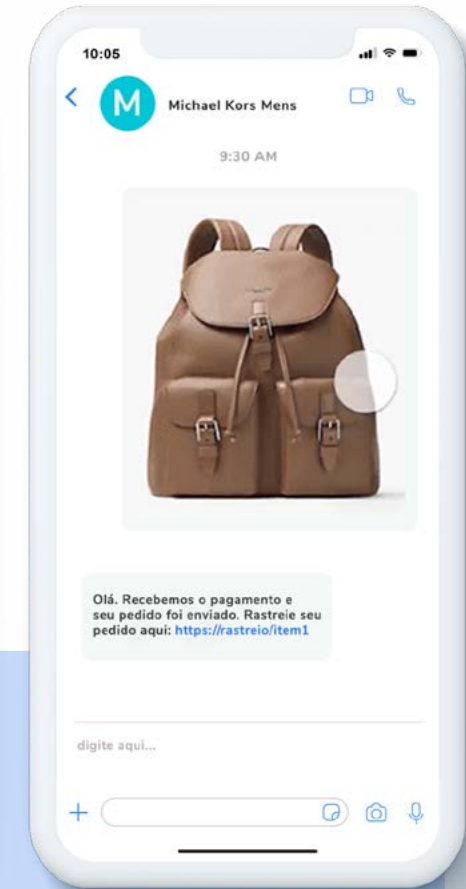 10:05
M
Michael Kors Mens
9:30 AM
Olá. Recebemos o pagamento e
seu pedido foi enviado. Rastreie seu
pedido aqui: https://rastreio/item1
digite aqui...